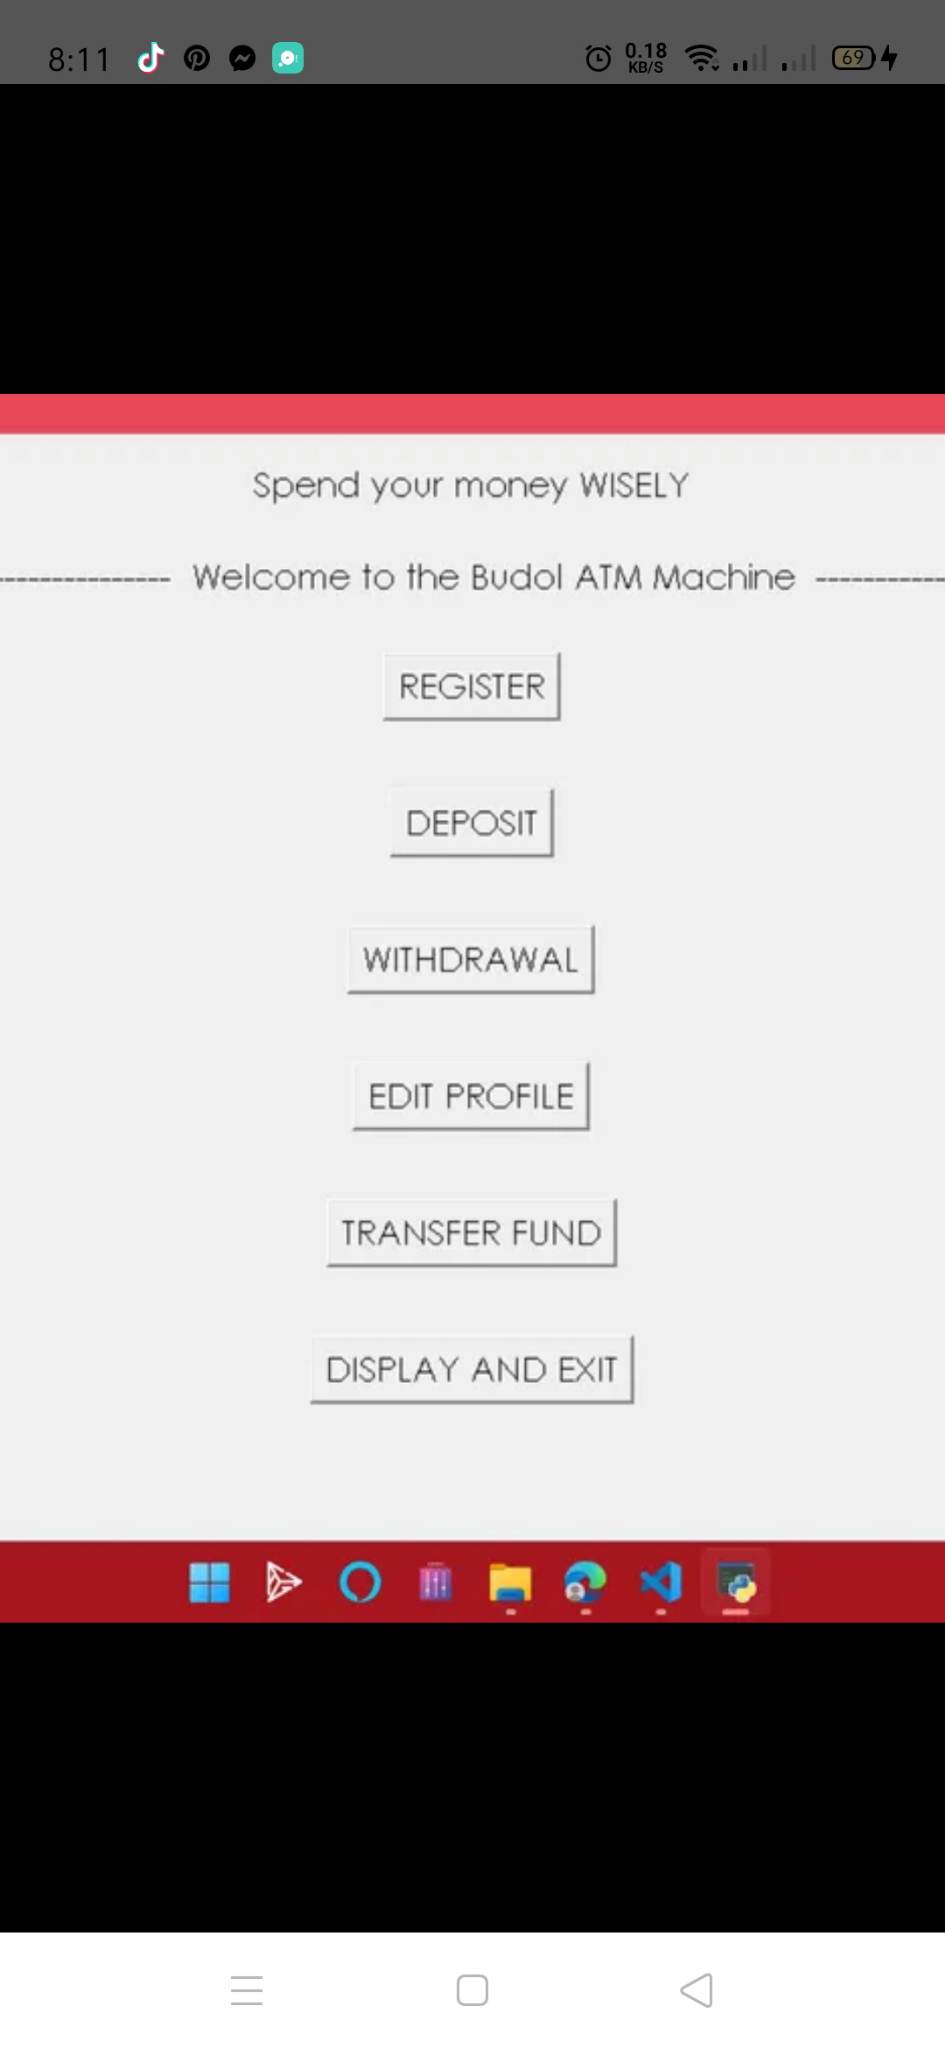 8:11 0.18 KB/S 69
Spend your money WISELY
--------------- Welcome to the Budol ATM Machine -----------
REGISTER
DEPOSIT
WITHDRAWAL
EDIT PROFILE
TRANSFER FUND
DISPLAY AND EXIT